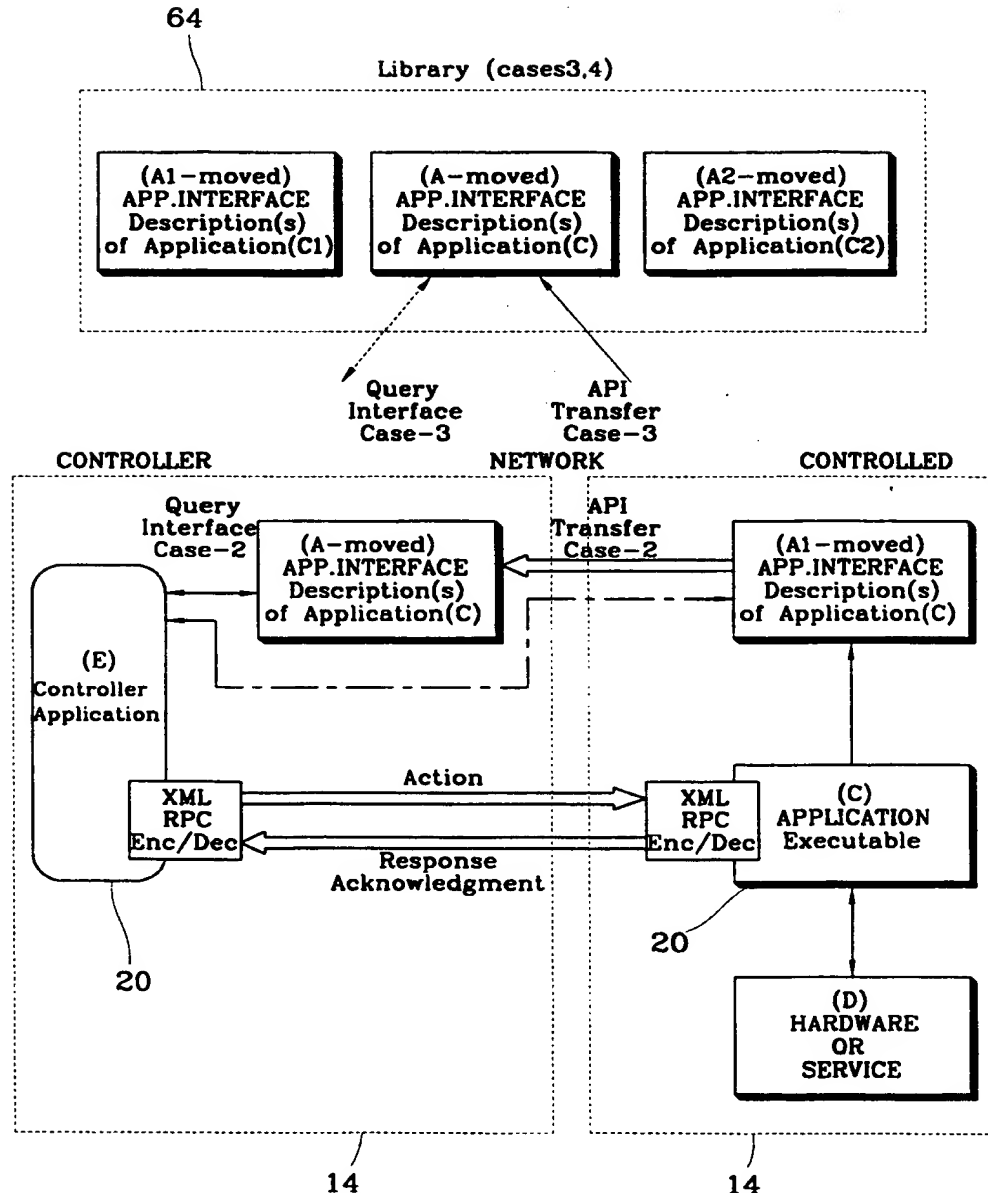 64
Library (cases3,4)
(A1-moved)
APP.INTERFACE
Description(s)
of Application(C1)
(A-moved)
APP.INTERFACE
Description(s)
of Application(C)
(A2-moved)
APP.INTERFACE
Description(s)
of Application(C2)
Query
Interface
Case-3
API
Transfer
Case-3
CONTROLLER
NETWORK
CONTROLLED
Query
Interface
Case-2
(A-moved)
APP.INTERFACE
Description(s)
of Application(C)
API
Transfer
Case-2
(A1-moved)
APP.INTERFACE
Description(s)
of Application(C)
(E)
Controller
Application
XML
RPC
Enc/Dec
Action
Response
Acknowledgment
XML
RPC
Enc/Dec
(C)
APPLICATION
Executable
20
20
(D)
HARDWARE
OR
SERVICE
14
14